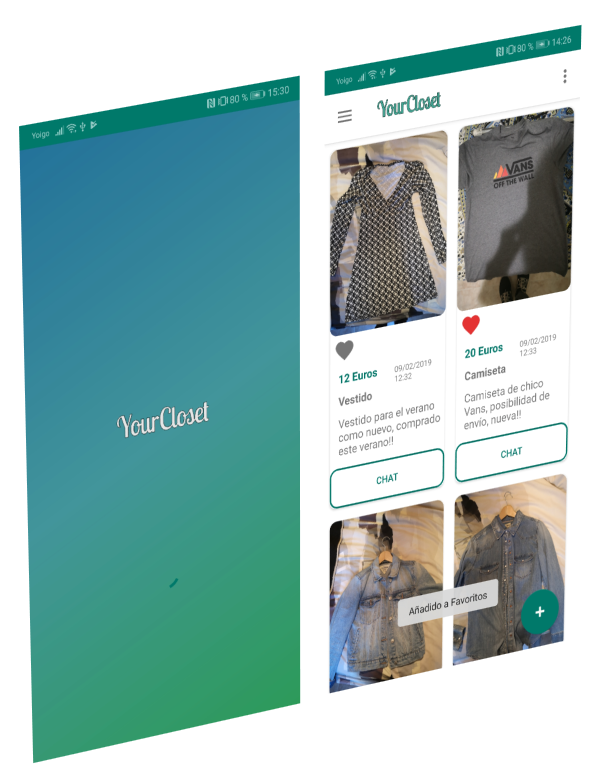 Yoigo 80 % 15:30
YourCloset
Yoigo 80 % 14:26
YourCloset
VANS
OFF THE WALL
12 Euros
09/02/2019
12:32
Vestido
Vestido para el verano
como nuevo, comprado
este verano!!
CHAT
20 Euros
09/02/2019
12:33
Camiseta
Camiseta de chico
Vans, posibilidad de
envío, nueva!!
CHAT
Añadido a Favoritos
+